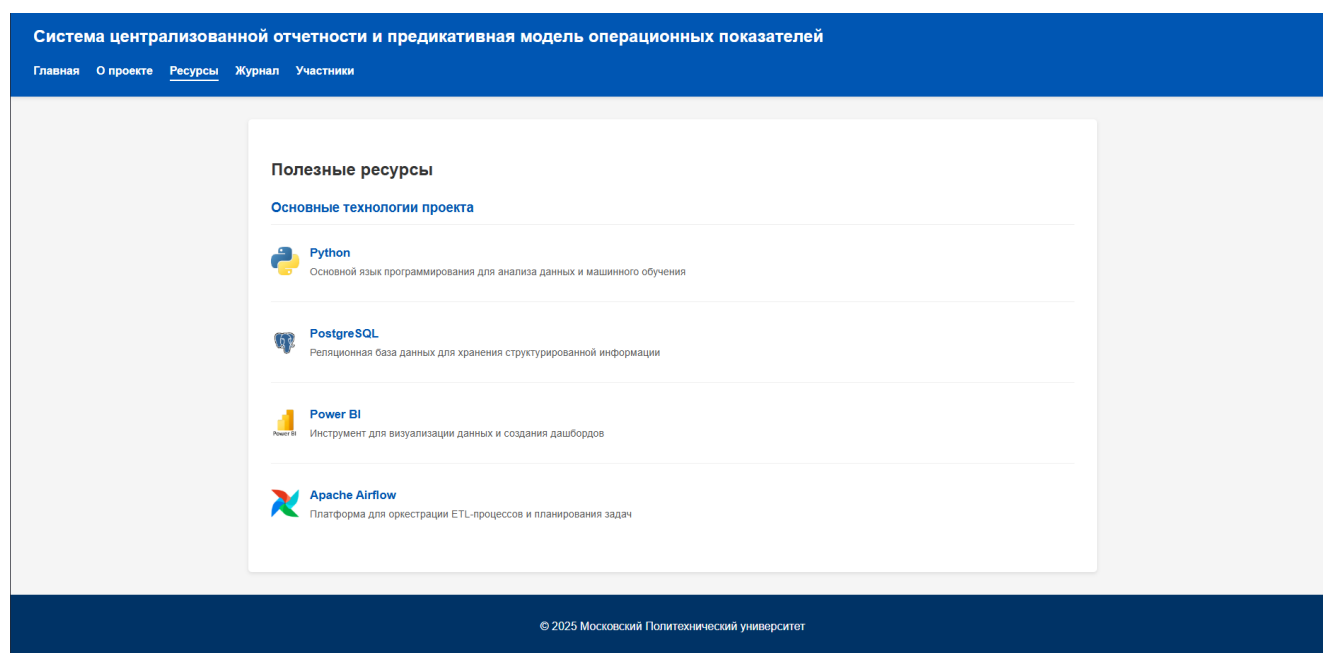 Система централизованной отчетности и предикативная модель операционных показателей
Главная О проекте Ресурсы Журнал Участники
Полезные ресурсы
Основные технологии проекта
Python
Основной язык программирования для анализа данных и машинного обучения
PostgreSQL
Реляционная база данных для хранения структурированной информации
Power BI
Power BI
Инструмент для визуализации данных и создания дашбордов
Apache Airflow
Платформа для оркестрации ETL-процессов и планирования задач
© 2025 Московский Политехнический университет